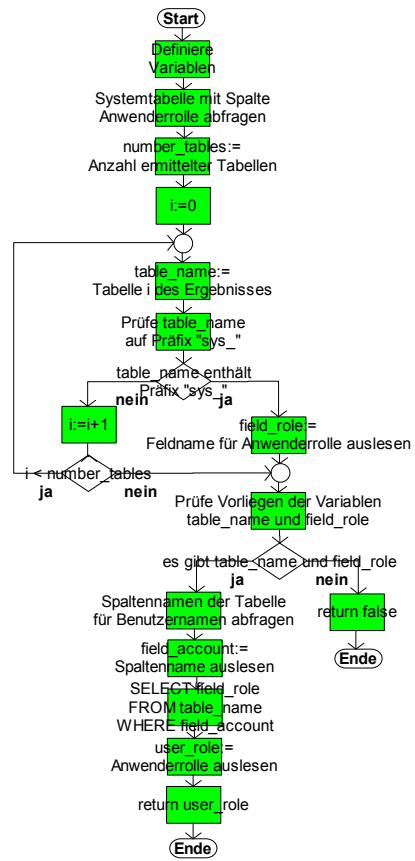 Start
Definiere
Variablen
Systemtabelle mit Spalte
Anwenderrolle abfragen
number_tables:=
Anzahl ermittelter Tabellen
i:=0
table_name:=
Tabelle i des Ergebnisses
Prüfe table_name
auf Präfix "sys_"
table_name enthält
Präfix "sys_"
nein
ja
i:=i+1
field_role:=
Feldname für Anwenderrolle auslesen
i < number_tables
ja
nein
Prüfe Vorliegen der Variablen
table_name und field_role
es gibt table_name und field_role
ja
nein
Spaltennamen der Tabelle
für Benutzernamen abfragen
return false
Ende
field_account:=
Spaltenname auslesen
SELECT field_role
FROM table_name
WHERE field_account
user_role:=
Anwenderrolle auslesen
return user_role
Ende